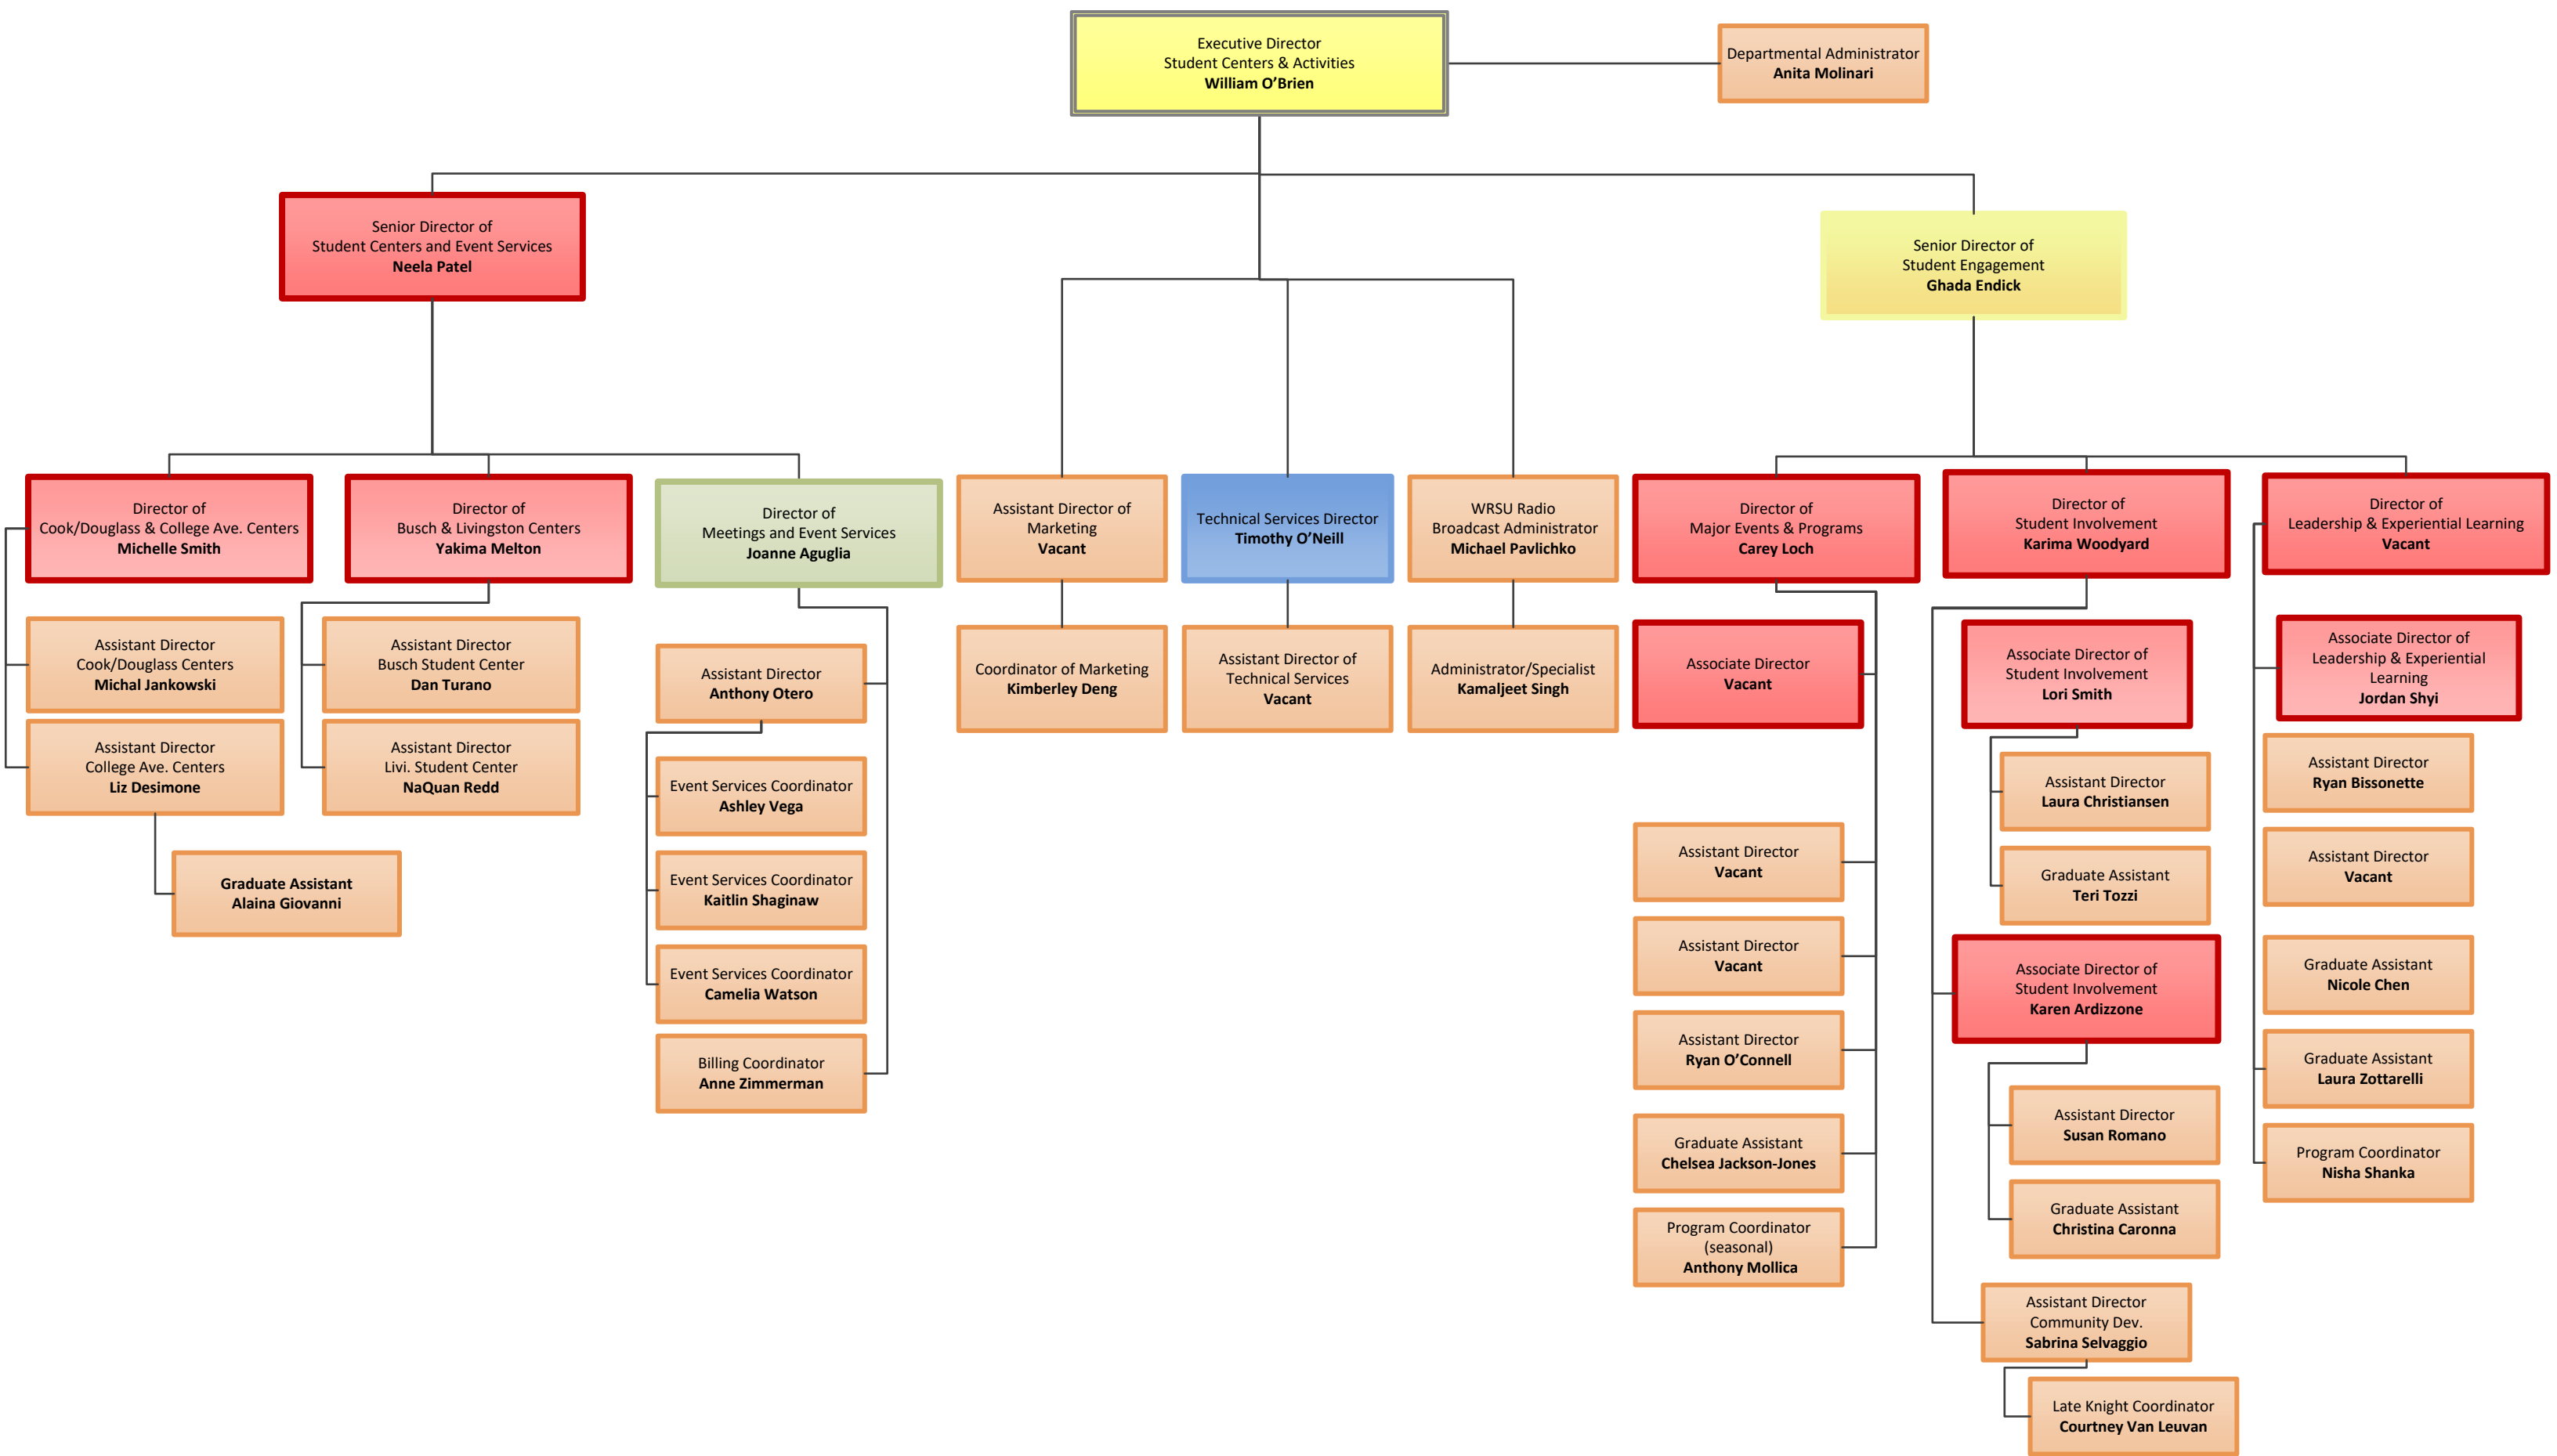 Executive Director
Student Centers & Activities
William O’Brien
Departmental Administrator
Anita Molinari
Senior Director of
Student Centers and Event Services
Neela Patel
Senior Director of
Student Engagement
Ghada Endick
Director of
Cook/Douglass & College Ave. Centers
Michelle Smith
Director of
Busch & Livingston Centers
Yakima Melton
Director of
Meetings and Event Services
Joanne Aguglia
Assistant Director of
Marketing
Vacant
Technical Services Director
Timothy O’Neill
WRSU Radio
Broadcast Administrator
Michael Pavlichko
Director of
Major Events & Programs
Carey Loch
Director of
Student Involvement
Karima Woodyard
Director of
Leadership & Experiential Learning
Vacant
Assistant Director
Cook/Douglass Centers
Michal Jankowski
Assistant Director
College Ave. Centers
Liz Desimone
Graduate Assistant
Alaina Giovanni
Assistant Director
Busch Student Center
Dan Turano
Assistant Director
Livi. Student Center
NaQuan Redd
Assistant Director
Anthony Otero
Event Services Coordinator
Ashley Vega
Event Services Coordinator
Kaitlin Shaginaw
Event Services Coordinator
Camelia Watson
Billing Coordinator
Anne Zimmerman
Coordinator of Marketing
Kimberley Deng
Assistant Director of
Technical Services
Vacant
Administrator/Specialist
Kamaljeet Singh
Associate Director
Vacant
Assistant Director
Vacant
Assistant Director
Vacant
Assistant Director
Ryan O’Connell
Graduate Assistant
Chelsea Jackson-Jones
Program Coordinator
(seasonal)
Anthony Mollica
Associate Director of
Student Involvement
Lori Smith
Assistant Director
Laura Christiansen
Graduate Assistant
Teri Tozzi
Associate Director of
Student Involvement
Karen Ardizzone
Assistant Director
Susan Romano
Graduate Assistant
Christina Caronna
Assistant Director
Community Dev.
Sabrina Selvaggio
Late Knight Coordinator
Courtney Van Leuvan
Associate Director of
Leadership & Experiential
Learning
Jordan Shyi
Assistant Director
Ryan Bissonette
Assistant Director
Vacant
Graduate Assistant
Nicole Chen
Graduate Assistant
Laura Zottarelli
Program Coordinator
Nisha Shanka